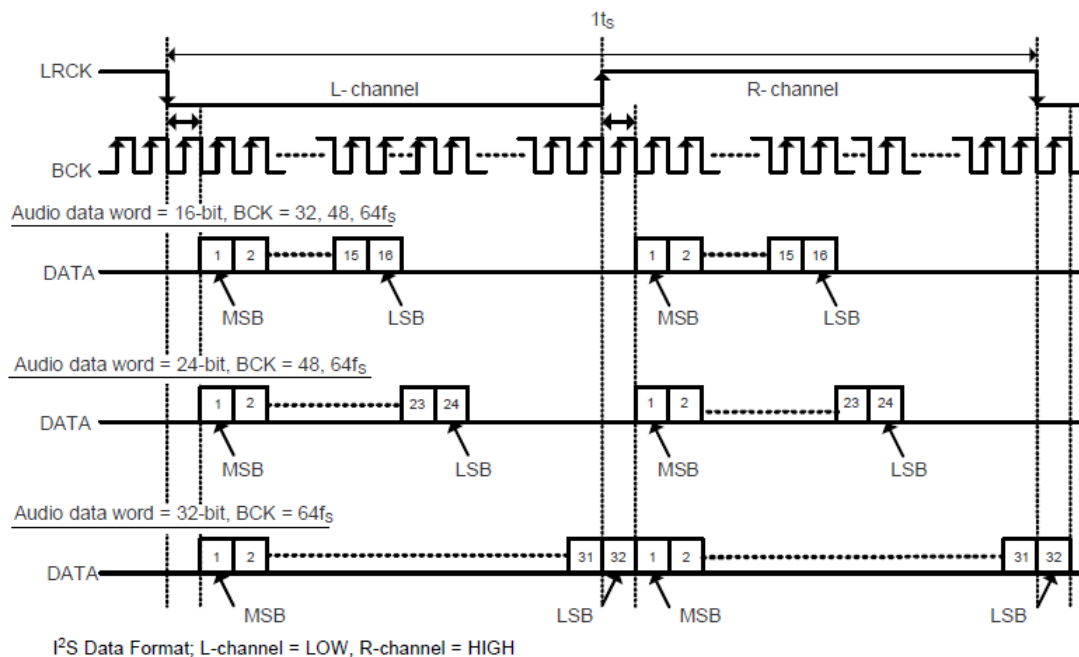 1tS
LRCK
L- channel
R- channel
BCK
Audio data word = 16-bit, BCK = 32, 48, 64fS
DATA
1 2 15 16 1 2 15 16
MSB LSB MSB LSB
Audio data word = 24-bit, BCK = 48, 64fS
DATA
1 2 23 24 1 2 23 24
MSB LSB MSB LSB
Audio data word = 32-bit, BCK = 64fS
DATA
1 2 31 32 1 2 31 32
MSB LSB MSB LSB
I²S Data Format; L-channel = LOW, R-channel = HIGH